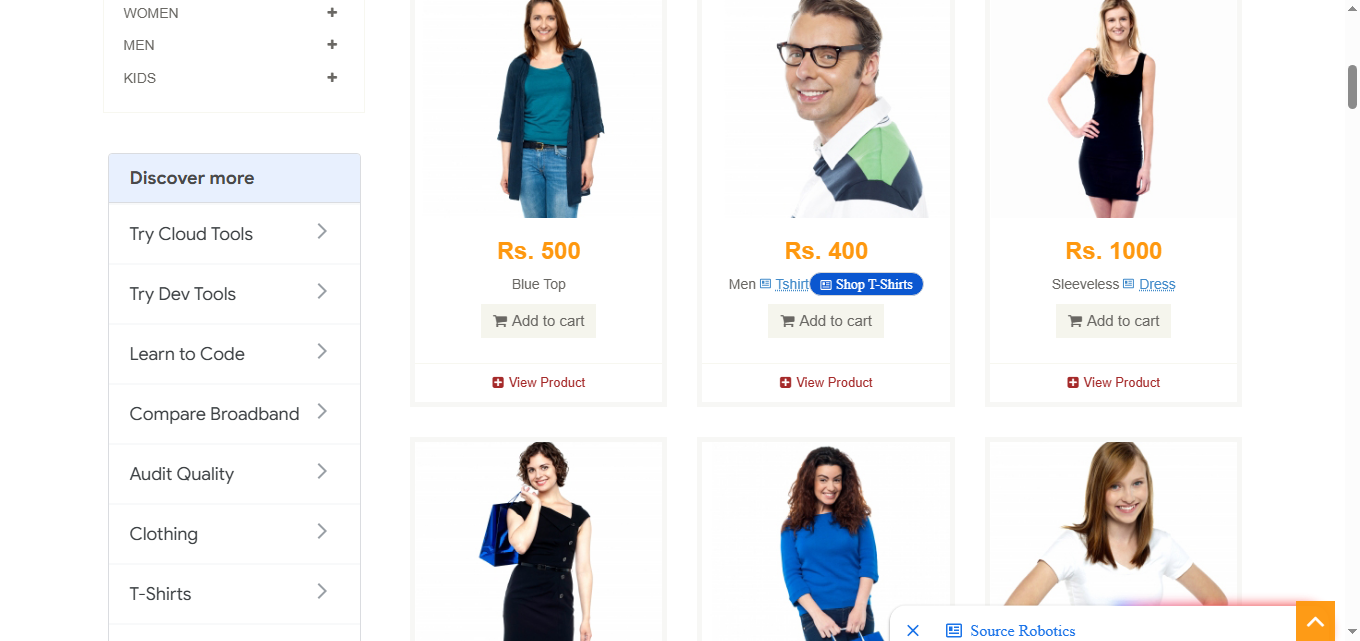 WOMEN
MEN
KIDS
Discover more
Try Cloud Tools
Try Dev Tools
Learn to Code
Compare Broadband
Audit Quality
Clothing
T-Shirts
Rs. 500
Blue Top
Add to cart
View Product
Rs. 400
Men Tshirt Shop T-Shirts
Add to cart
View Product
Rs. 1000
Sleeveless Dress
Add to cart
View Product
Source Robotics